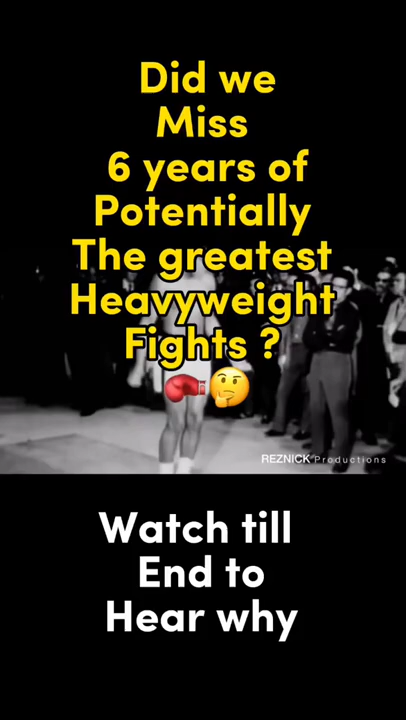 Did we
Miss
6 years of
Potentially
The greatest
Heavyweight
Fights ?
🥊🤔
REZNICK Productions
Watch till
End to
Hear why